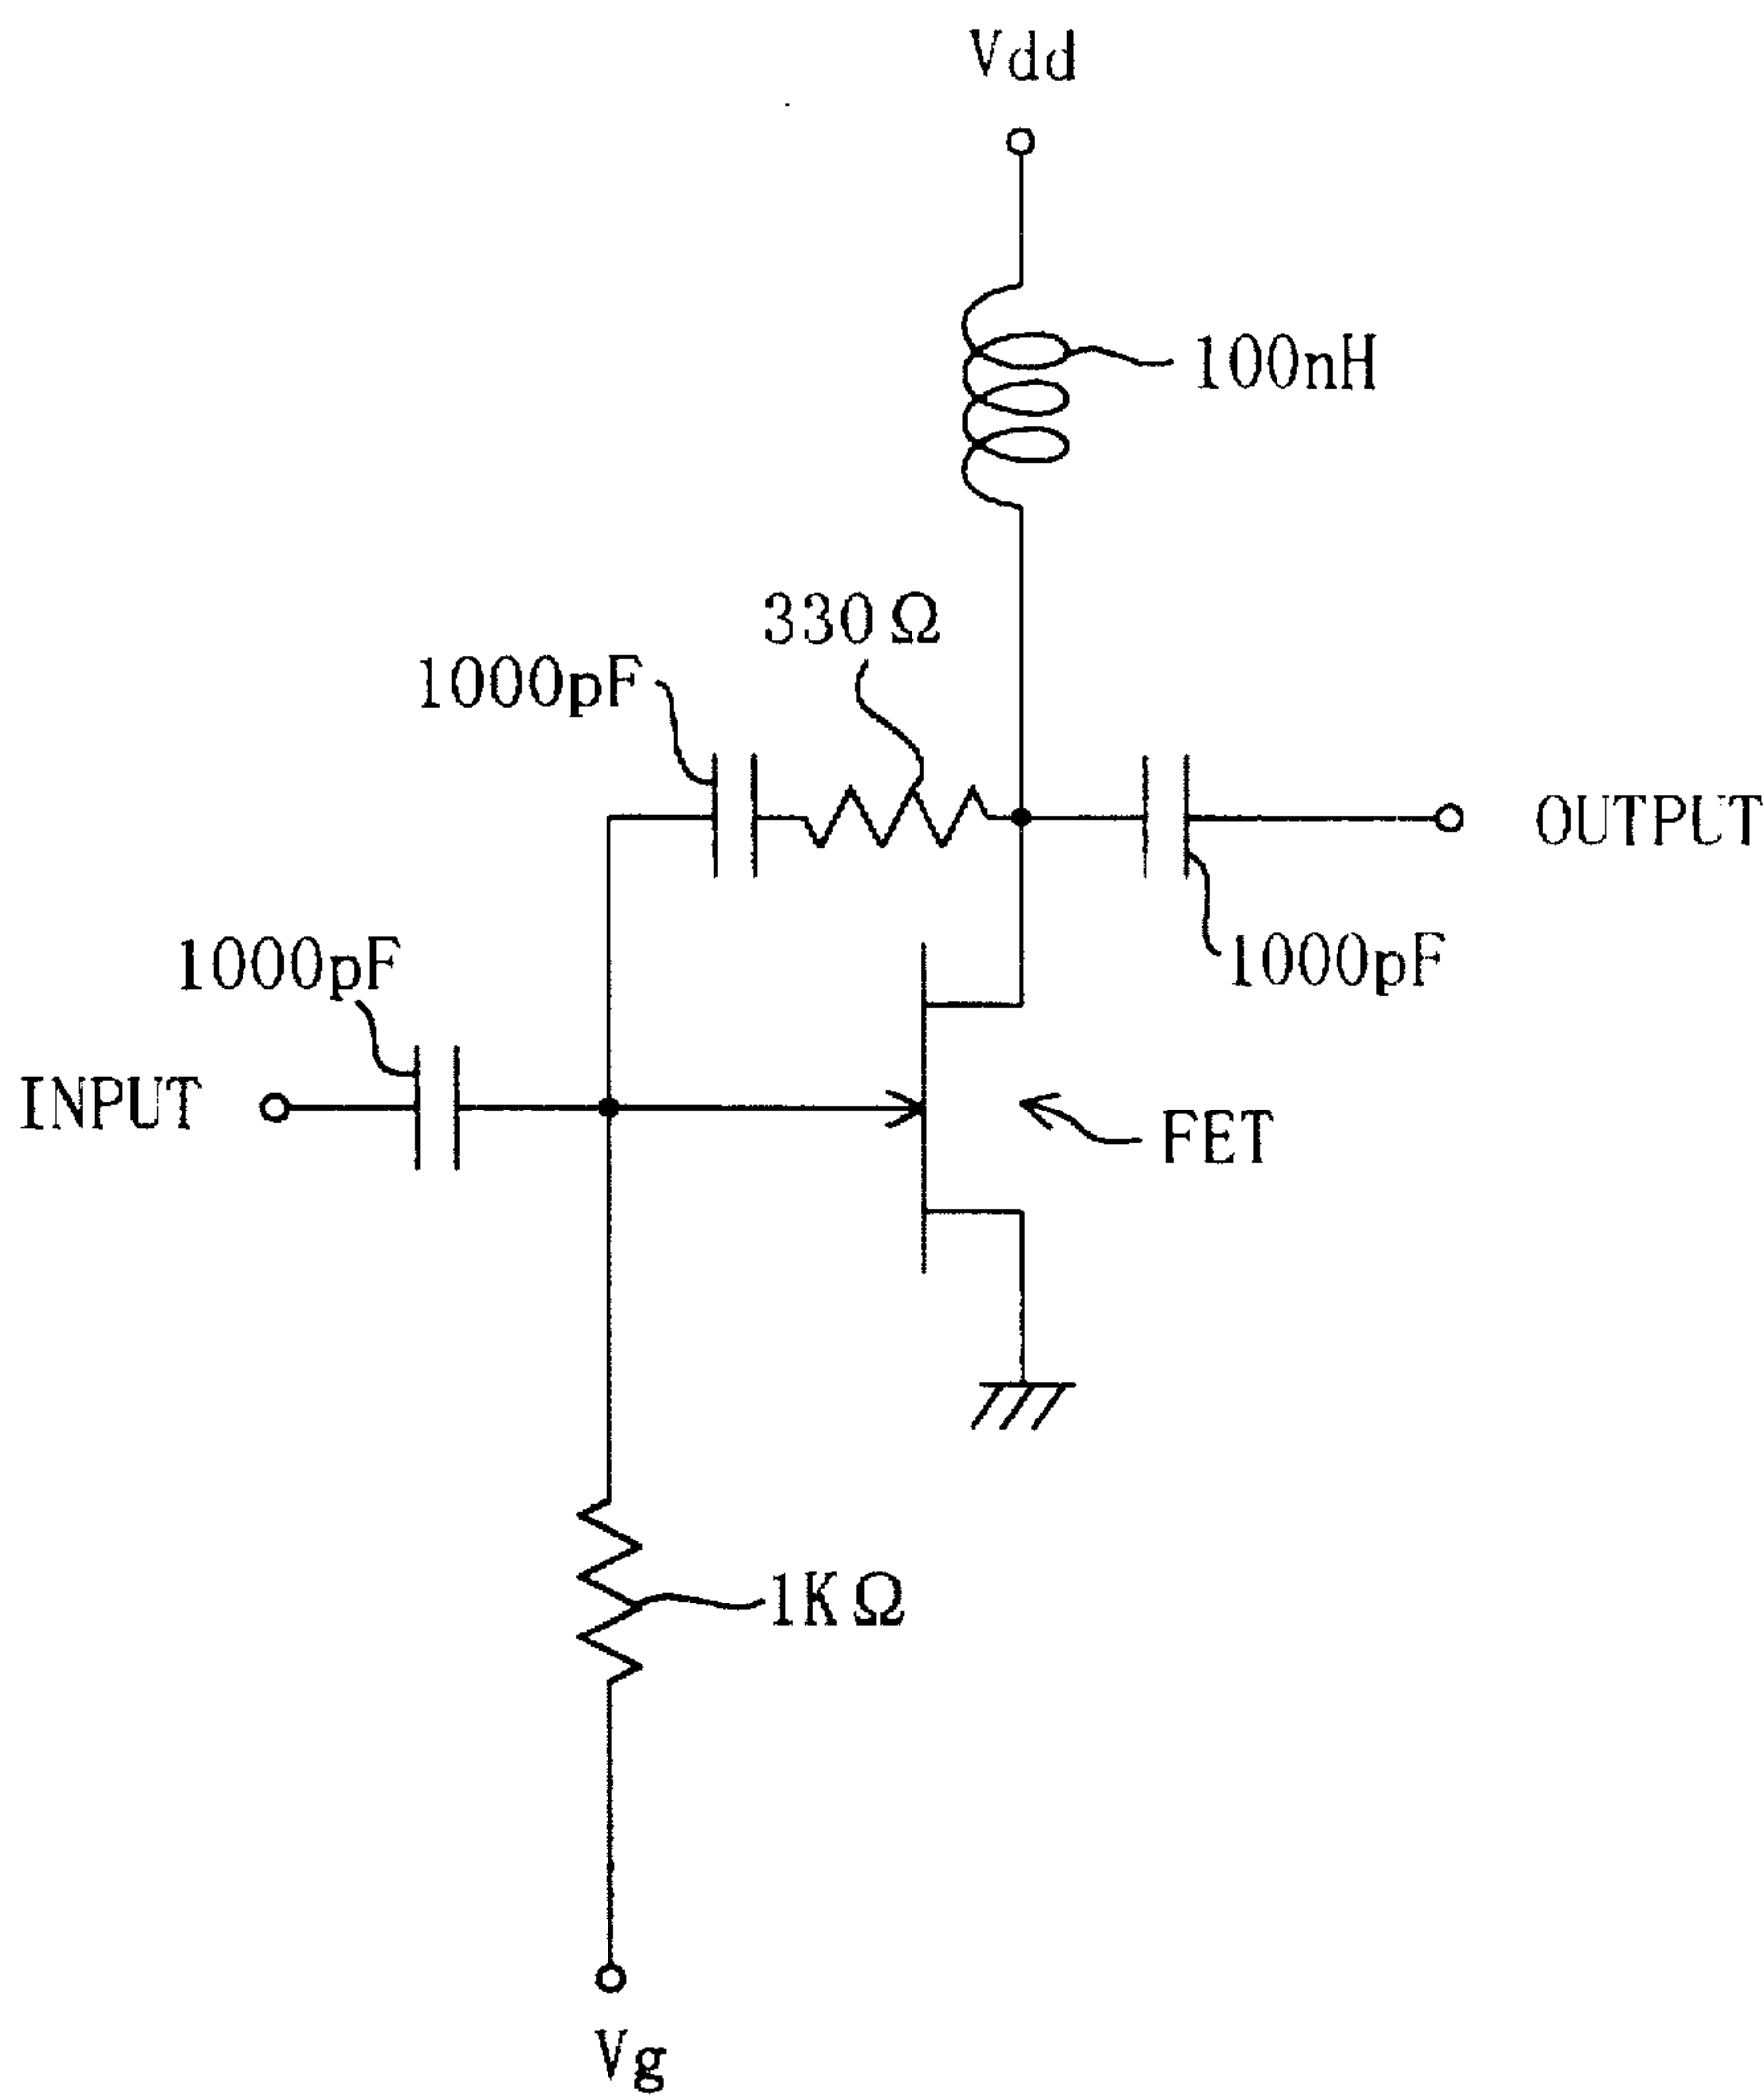 Vdd
100nH
330Ω
1000pF
OUTPUT
1000pF
1000pF
INPUT
FET
1KΩ
Vg